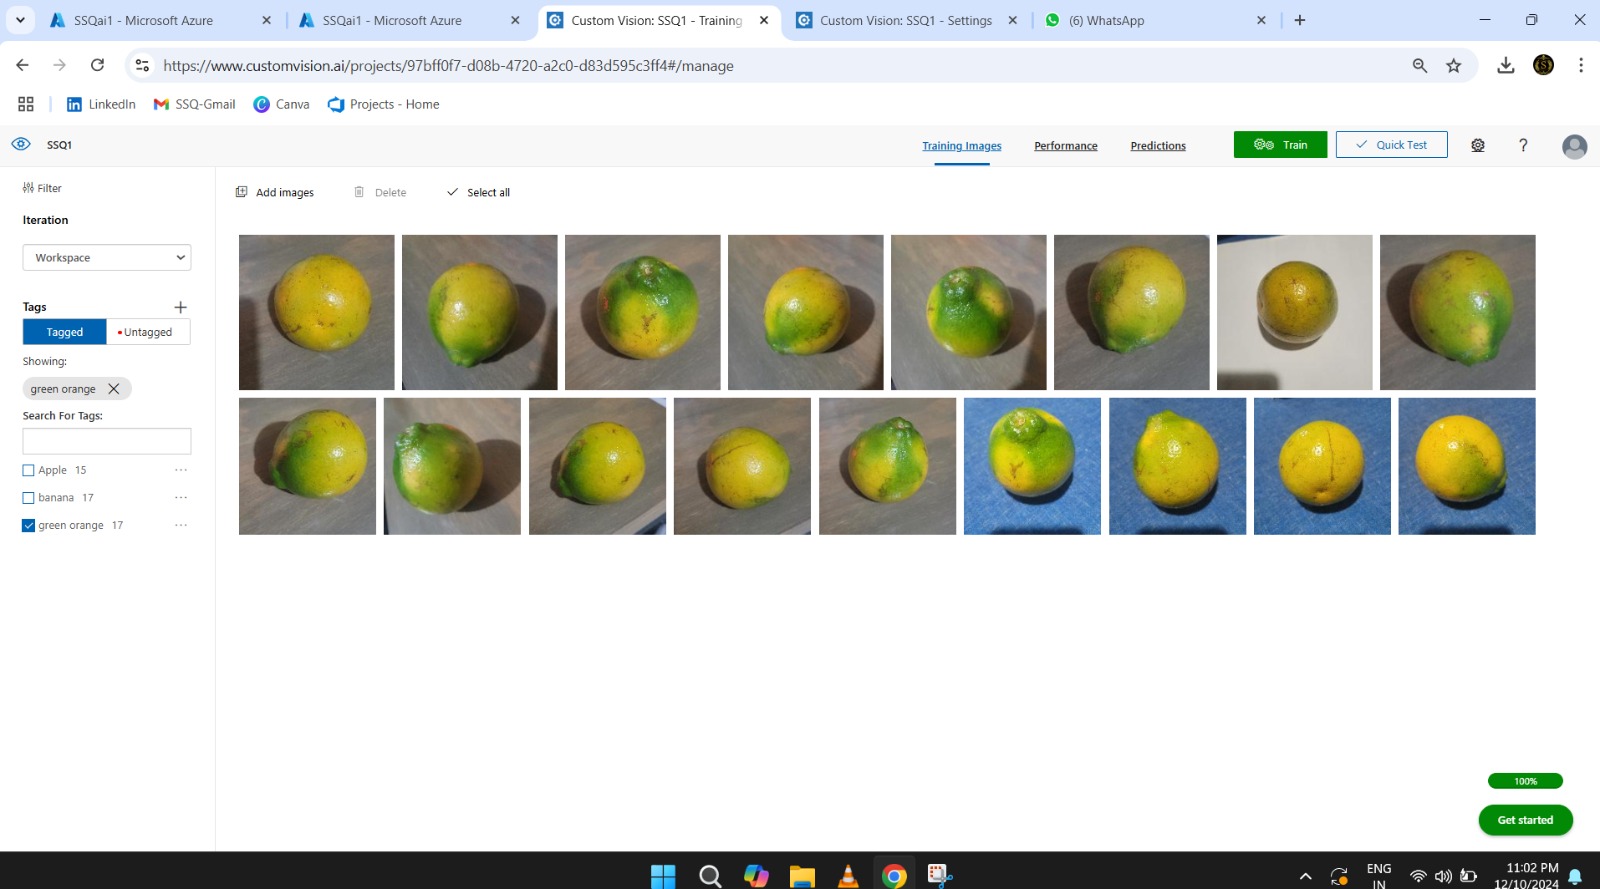 SSQai1 - Microsoft Azure
SSQai1 - Microsoft Azure
Custom Vision: SSQ1 - Training
Custom Vision: SSQ1 - Settings
(6) WhatsApp
https://www.customvision.ai/projects/97bff0f7-d08b-4720-a2c0-d83d595c3ff4#/manage
LinkedIn
SSQ-Gmail
Canva
Projects - Home
SSQ1
Training Images
Performance
Predictions
Train
Quick Test
?
Filter
Add images
Delete
Select all
Iteration
Workspace
Tags
Tagged
Untagged
Showing:
green orange
Search For Tags:
Apple 15
banana 17
green orange 17
100%
Get started
ENG
IN
11:02 PM
12/10/2024